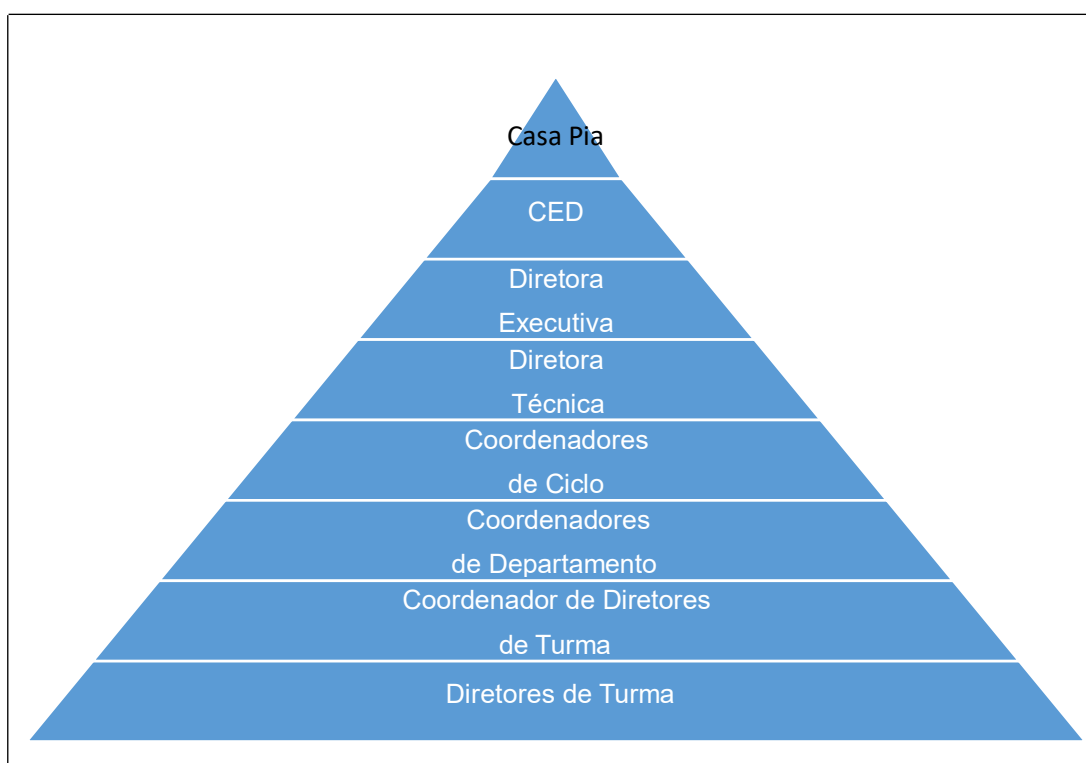 Casa Pia
CED
Diretora
Executiva
Diretora
Técnica
Coordenadores
de Ciclo
Coordenadores
de Departamento
Coordenador de Diretores
de Turma
Diretores de Turma